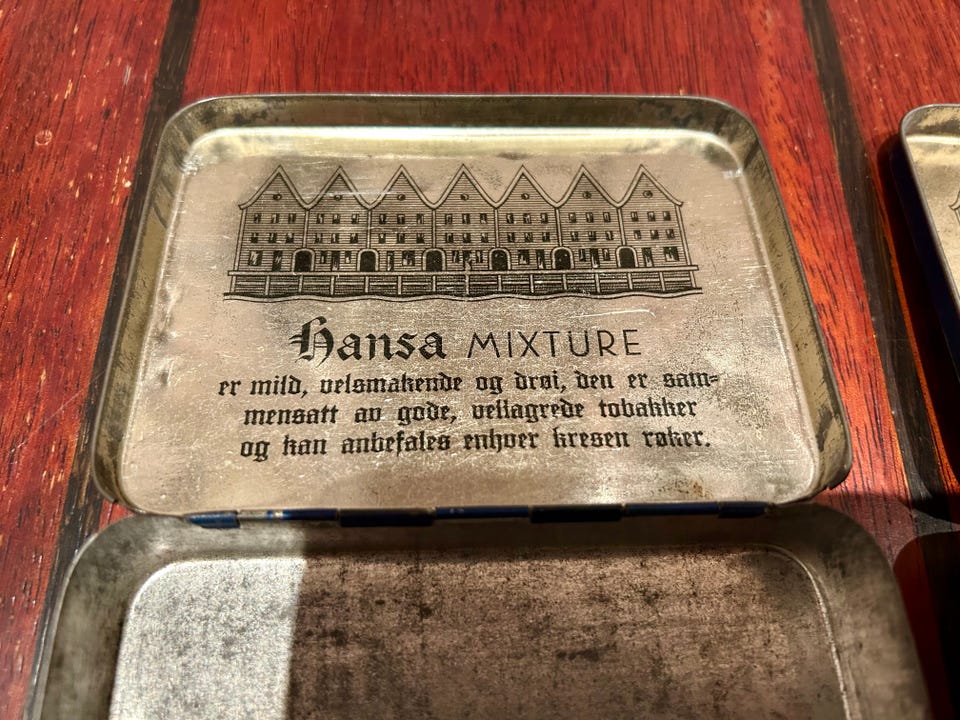 Hansa MIXTURE
er mild, velsmakende og drøi, den er sam=
mensatt av gode, vellagrede tobakker
og kan anbefales enhver kresen røker.